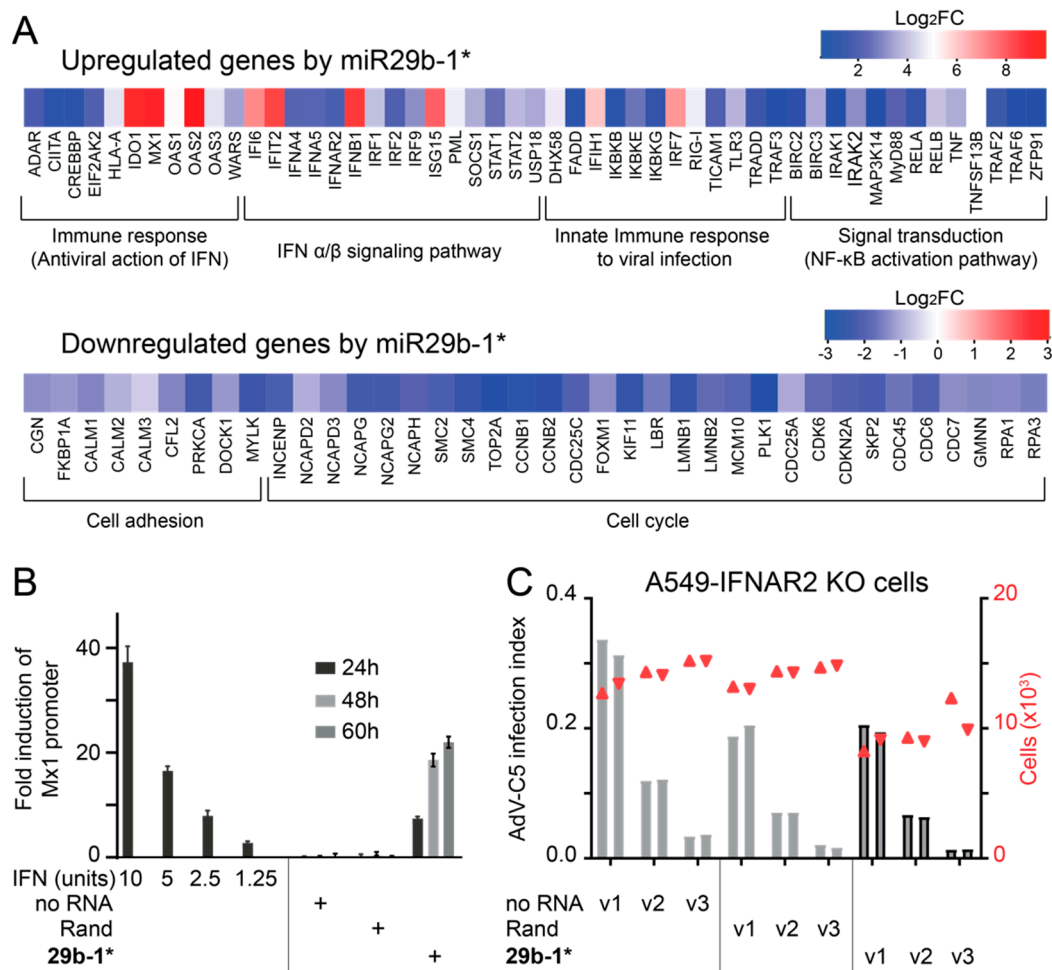 A
Upregulated genes by miR29b-1*
Log2FC
2 4 6 8
ADAR
CIITA
CREBBP
EIF2AK2
HLA-A
IDO1
MX1
OAS1
OAS2
OAS3
WARS
IFI6
IFIT2
IFNA4
IFNA5
IFNAR2
IFNB1
IRF1
IRF2
IRF9
ISG15
PML
SOCS1
STAT1
STAT2
USP18
DHX58
FADD
IFIH1
IKBKB
IKBKE
IKBKG
IRF7
RIG-I
TICAM1
TLR3
TRADD
TRAF3
BIRC2
BIRC3
IRAK1
IRAK2
MAP3K14
MyD88
RELA
RELB
TNF
TNFSF13B
TRAF2
TRAF6
ZFP91
Immune response
(Antiviral action of IFN)
IFN α/β signaling pathway
Innate Immune response
to viral infection
Signal transduction
(NF-κB activation pathway)
Log2FC
-3 -2 -1 0 1 2 3
Downregulated genes by miR29b-1*
CGN
FKBP1A
CALM1
CALM2
CALM3
CFL2
PRKCA
DOCK1
MYLK
INCENP
NCAPD2
NCAPD3
NCAPG
NCAPG2
NCAPH
SMC2
SMC4
TOP2A
CCNB1
CCNB2
CDC25C
FOXM1
KIF11
LBR
LMNB1
LMNB2
MCM10
PLK1
CDC25A
CDK6
CDKN2A
SKP2
CDC45
CDC6
CDC7
GMNN
RPA1
RPA3
Cell adhesion
Cell cycle
B
Fold induction of
Mx1 promoter
40
20
0
24h
48h
60h
IFN (units) 10 5 2.5 1.25
no RNA +
Rand +
29b-1* +
C
A549-IFNAR2 KO cells
AdV-C5 infection index
0.4
0.2
0.0
20
10
0
Cells (x10³)
no RNA v1 v2 v3
Rand v1 v2 v3
29b-1* v1 v2 v3